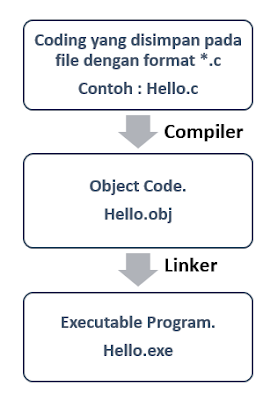 Coding yang disimpan pada
file dengan format *.c
Contoh : Hello.c
Compiler
Object Code.
Hello.obj
Linker
Executable Program.
Hello.exe